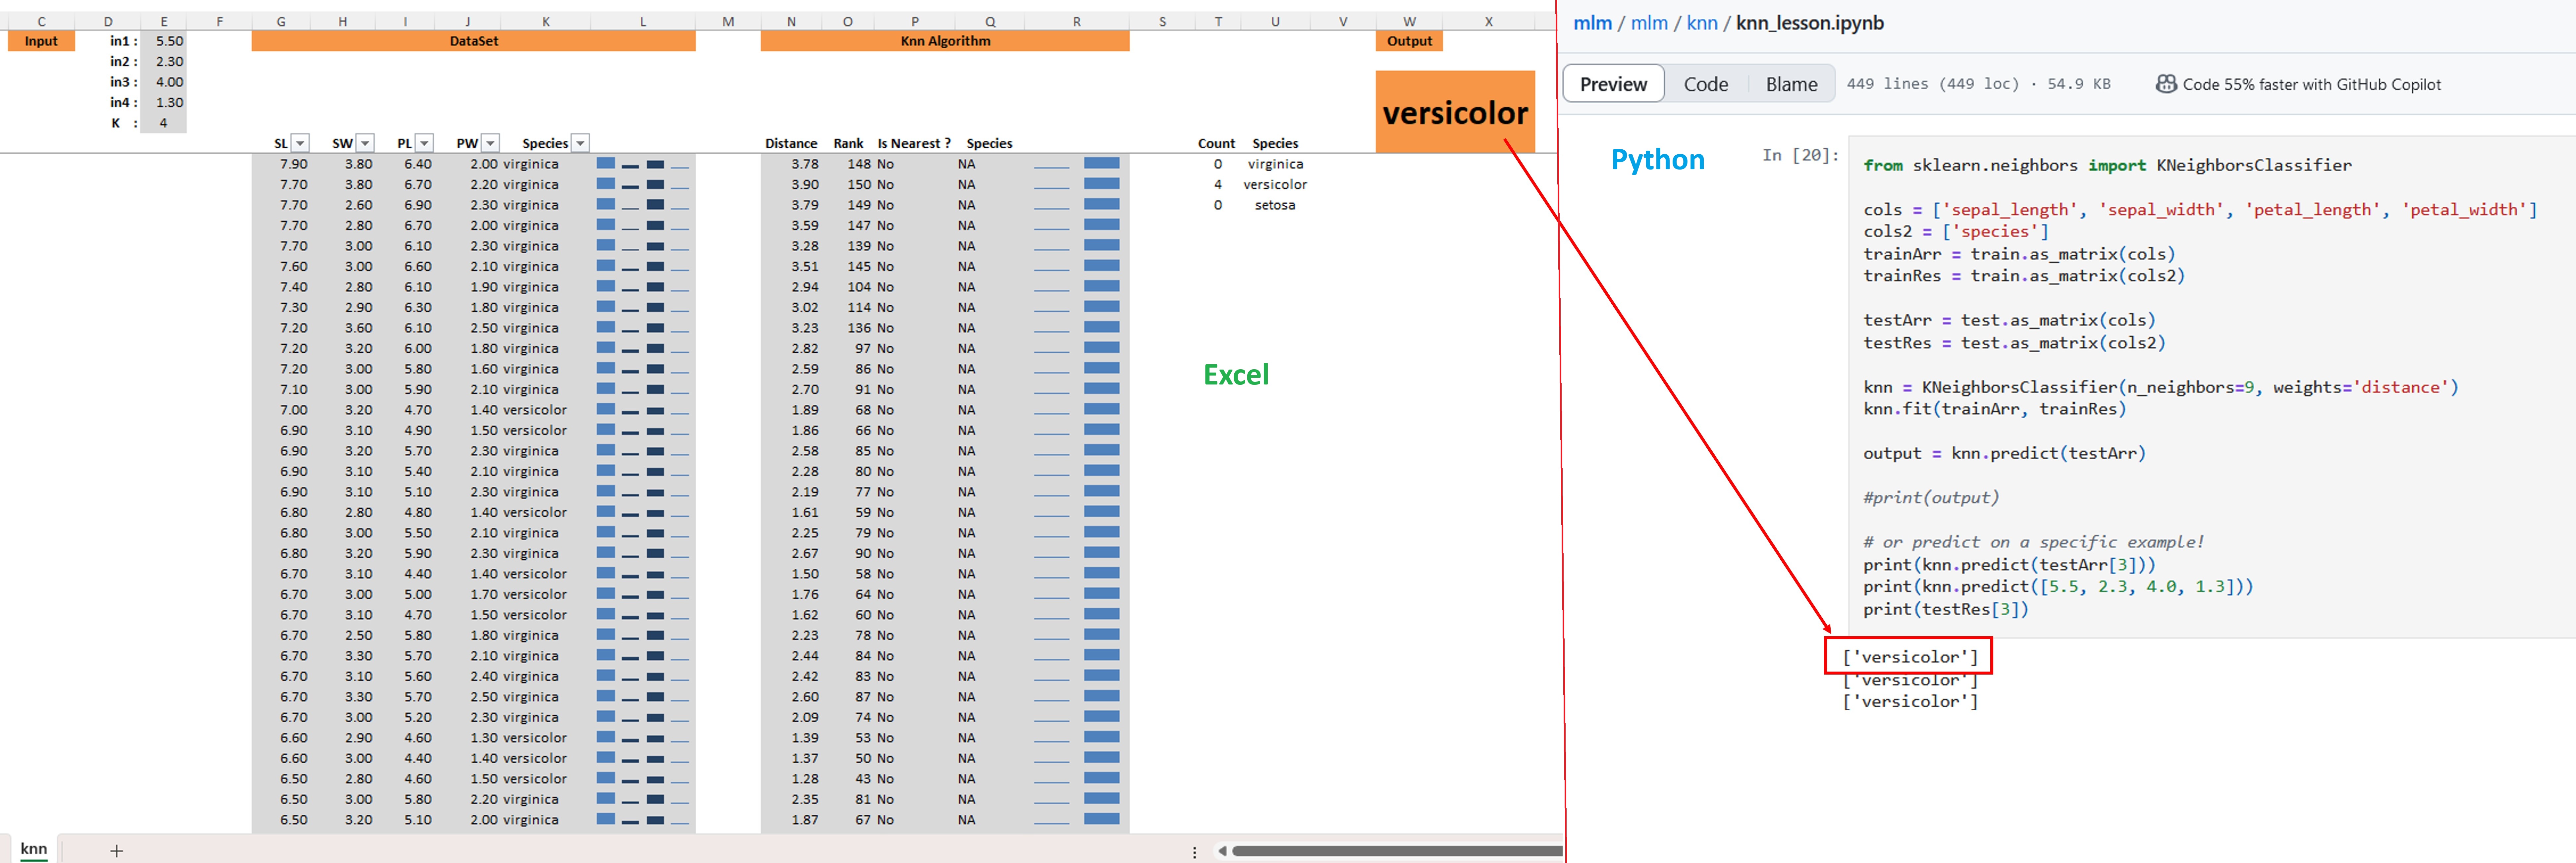 C D E F G H I J K L M N O P Q R S T U V W X
Input in1 : 5.50 DataSet Knn Algorithm Output
in2 : 2.30
in3 : 4.00
in4 : 1.30
K : 4
versicolor
SL SW PL PW Species Distance Rank Is Nearest ? Species Count Species
7.90 3.80 6.40 2.00 virginica 3.78 148 No NA 0 virginica
7.70 3.80 6.70 2.20 virginica 3.90 150 No NA 4 versicolor
7.70 2.60 6.90 2.30 virginica 3.79 149 No NA 0 setosa
7.70 2.80 6.70 2.00 virginica 3.59 147 No NA
7.70 3.00 6.10 2.30 virginica 3.28 139 No NA
7.60 3.00 6.60 2.10 virginica 3.51 145 No NA
7.40 2.80 6.10 1.90 virginica 2.94 104 No NA
7.30 2.90 6.30 1.80 virginica 3.02 114 No NA
7.20 3.60 6.10 2.50 virginica 3.23 136 No NA
7.20 3.20 6.00 1.80 virginica 2.82 97 No NA
7.20 3.00 5.80 1.60 virginica 2.59 86 No NA
7.10 3.00 5.90 2.10 virginica 2.70 91 No NA
7.00 3.20 4.70 1.40 versicolor 1.89 68 No NA
6.90 3.10 4.90 1.50 versicolor 1.86 66 No NA
6.90 3.20 5.70 2.30 virginica 2.58 85 No NA
6.90 3.10 5.40 2.10 virginica 2.28 80 No NA
6.90 3.10 5.10 2.30 virginica 2.19 77 No NA
6.80 2.80 4.80 1.40 versicolor 1.61 59 No NA
6.80 3.00 5.50 2.10 virginica 2.25 79 No NA
6.80 3.20 5.90 2.30 virginica 2.67 90 No NA
6.70 3.10 4.40 1.40 versicolor 1.50 58 No NA
6.70 3.00 5.00 1.70 versicolor 1.76 64 No NA
6.70 3.10 4.70 1.50 versicolor 1.62 60 No NA
6.70 2.50 5.80 1.80 virginica 2.23 78 No NA
6.70 3.30 5.70 2.10 virginica 2.44 84 No NA
6.70 3.10 5.60 2.40 virginica 2.42 83 No NA
6.70 3.30 5.70 2.50 virginica 2.60 87 No NA
6.70 3.00 5.20 2.30 virginica 2.09 74 No NA
6.60 2.90 4.60 1.30 versicolor 1.39 53 No NA
6.60 3.00 4.40 1.40 versicolor 1.37 50 No NA
6.50 2.80 4.60 1.50 versicolor 1.28 43 No NA
6.50 3.00 5.80 2.20 virginica 2.35 81 No NA
6.50 3.20 5.10 2.00 virginica 1.87 67 No NA
Excel
knn +
mlm / mlm / knn / knn_lesson.ipynb
Preview Code Blame 449 lines (449 loc) · 54.9 KB Code 55% faster with GitHub Copilot
Python
In [20]:
from sklearn.neighbors import KNeighborsClassifier
cols = ['sepal_length', 'sepal_width', 'petal_length', 'petal_width']
cols2 = ['species']
trainArr = train.as_matrix(cols)
trainRes = train.as_matrix(cols2)
testArr = test.as_matrix(cols)
testRes = test.as_matrix(cols2)
knn = KNeighborsClassifier(n_neighbors=9, weights='distance')
knn.fit(trainArr, trainRes)
output = knn.predict(testArr)
#print(output)
# or predict on a specific example!
print(knn.predict(testArr[3]))
print(knn.predict([5.5, 2.3, 4.0, 1.3]))
print(testRes[3])
['versicolor']
['versicolor']
['versicolor']